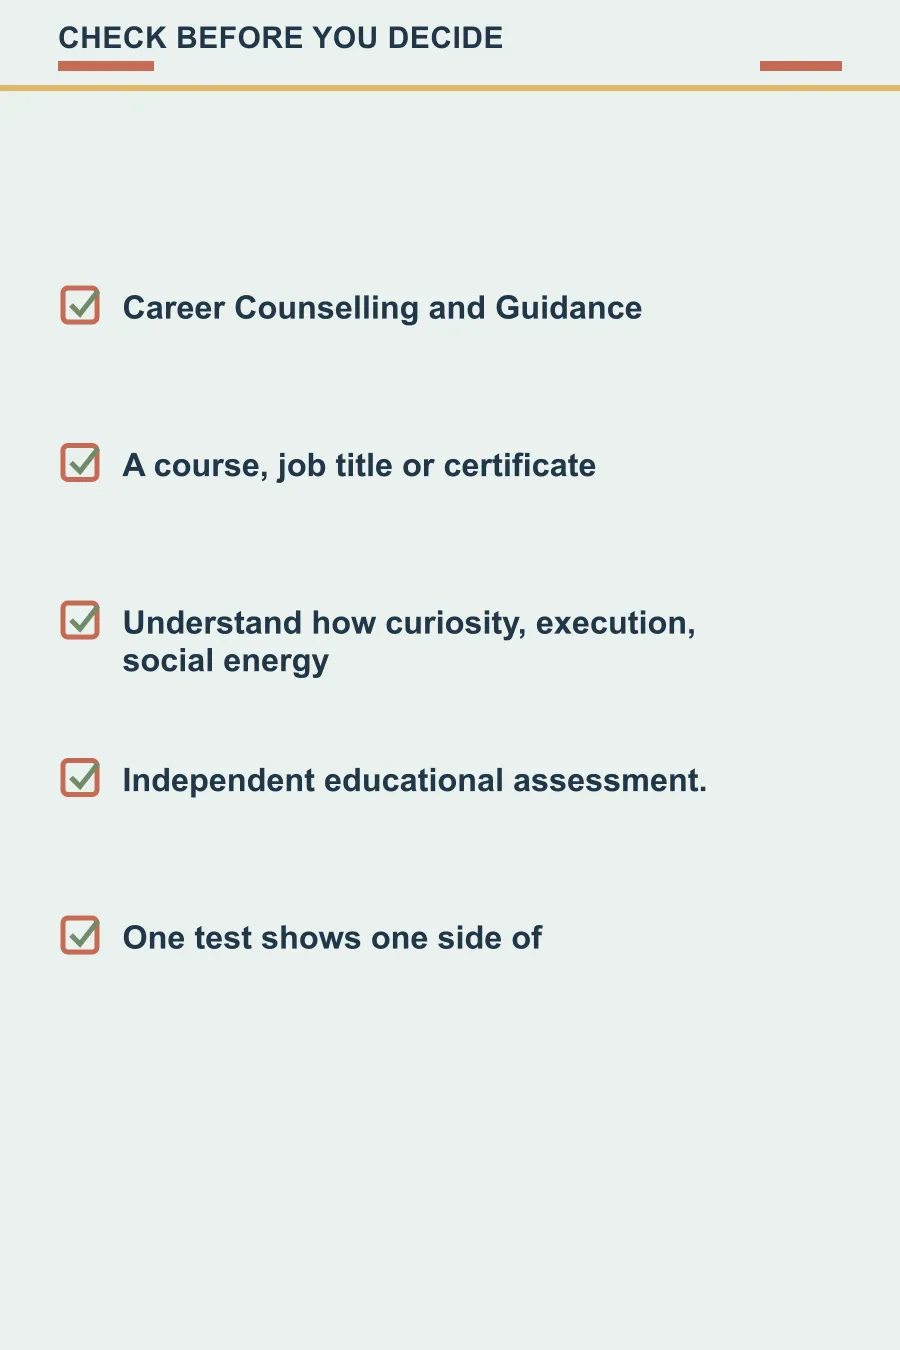 CHECK BEFORE YOU DECIDE
Career Counselling and Guidance
A course, job title or certificate
Understand how curiosity, execution,
social energy
Independent educational assessment.
One test shows one side of